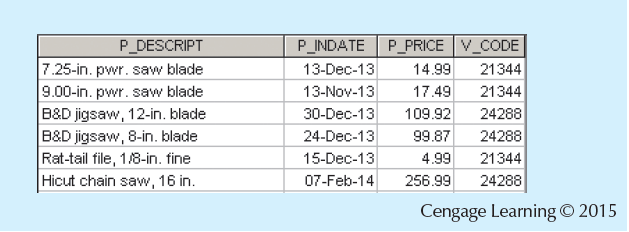 P_DESCRIPT P_INDATE P_PRICE V_CODE
7.25-in. pwr. saw blade 13-Dec-13 14.99 21344
9.00-in. pwr. saw blade 13-Nov-13 17.49 21344
B&D jigsaw, 12-in. blade 30-Dec-13 109.92 24288
B&D jigsaw, 8-in. blade 24-Dec-13 99.87 24288
Rat-tail file, 1/8-in. fine 15-Dec-13 4.99 21344
Hicut chain saw, 16 in. 07-Feb-14 256.99 24288
Cengage Learning © 2015